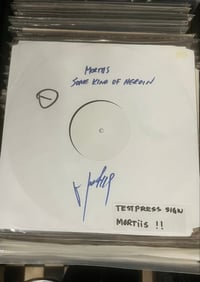 MORTIIS
SOME KIND OF HEROIN
TESTPRESS SIGN
MORTiiS !!